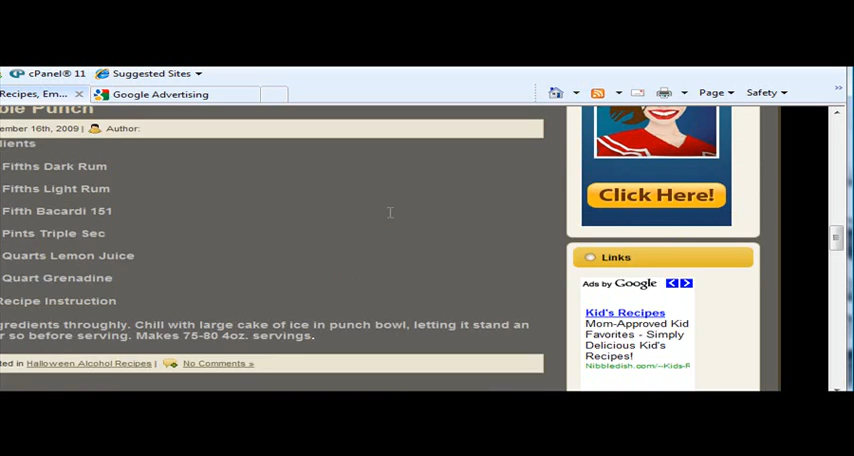 cPanel® 11 Suggested Sites
Recipes, Em... Google Advertising Page Safety
Punch
ember 16th, 2009 | Author:
dients
Fifths Dark Rum
Fifths Light Rum
Fifth Bacardi 151
Pints Triple Sec
Quarts Lemon Juice
Quart Grenadine
Recipe Instruction
gredients throughly. Chill with large cake of ice in punch bowl, letting it stand an
r so before serving. Makes 75-80 4oz. servings.
ted in Halloween Alcohol Recipes | No Comments »
Click Here!
Links
Ads by Google
Kid's Recipes
Mom-Approved Kid
Favorites - Simply
Delicious Kid's
Recipes!
Nibbledish.com/--Kids-R